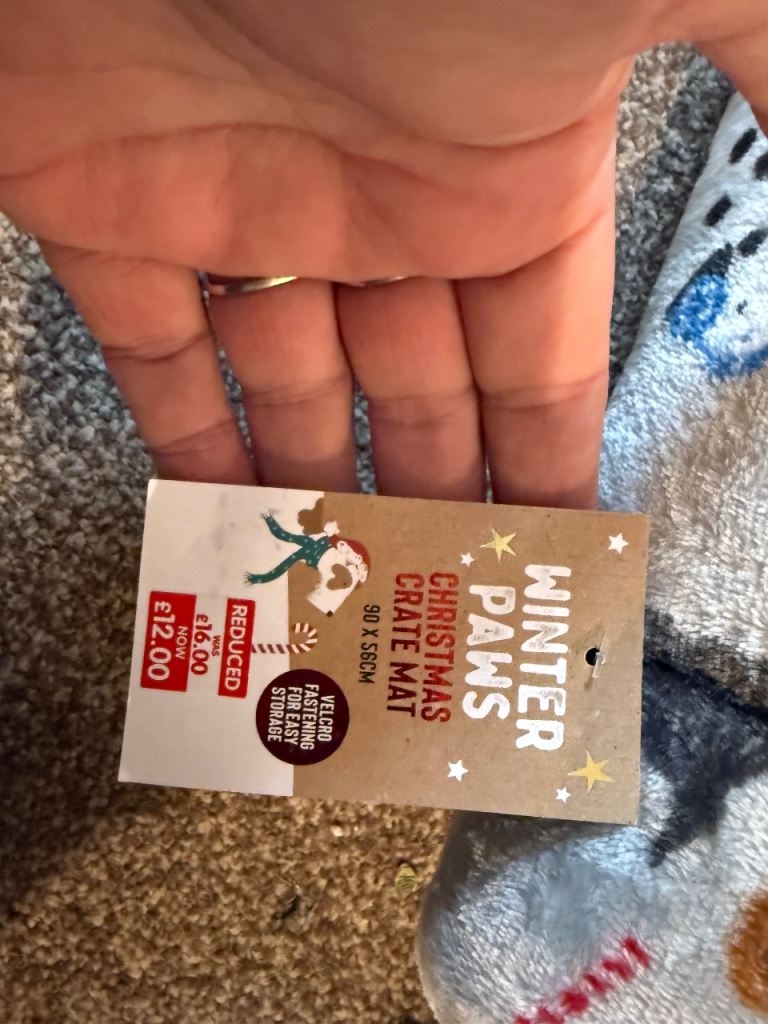 WINTER
PAWS
CHRISTMAS
CRATE MAT
90 X 56CM
VELCRO
FASTENING
FOR EASY
STORAGE
REDUCED
WAS
£16.00
NOW
£12.00